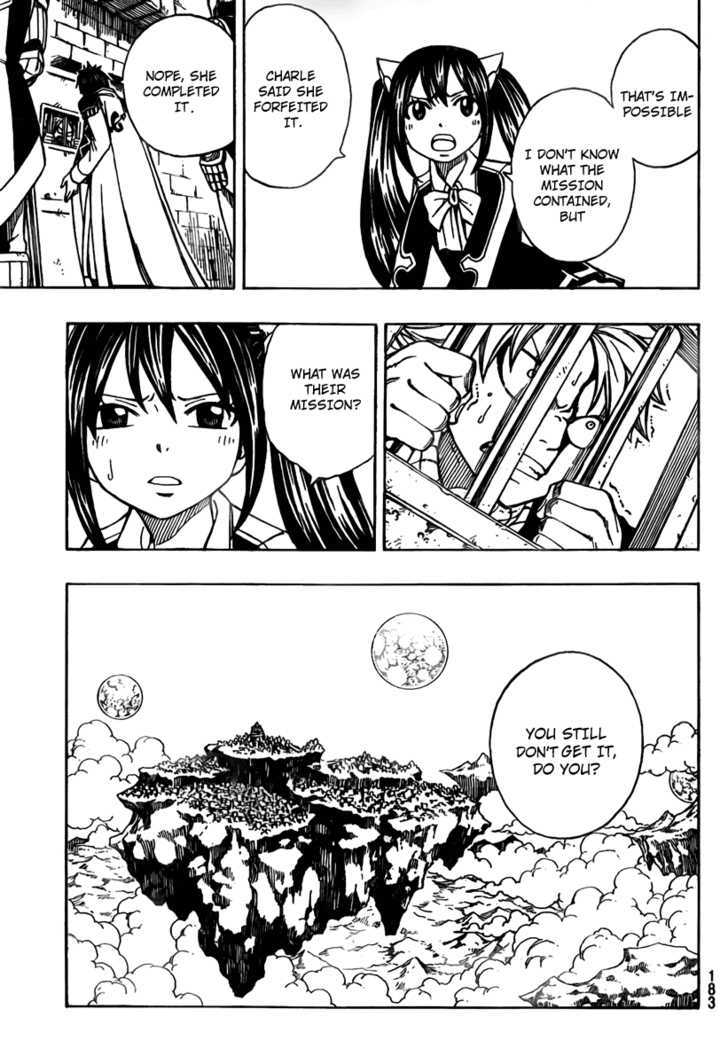 THAT'S IM-
POSSIBLE
I DON'T KNOW
WHAT THE
MISSION
CONTAINED,
BUT
CHARLE
SAID SHE
FORFEITED
IT.
NOPE, SHE
COMPLETED
IT.
WHAT WAS
THEIR
MISSION?
YOU STILL
DON'T GET IT,
DO YOU?
183